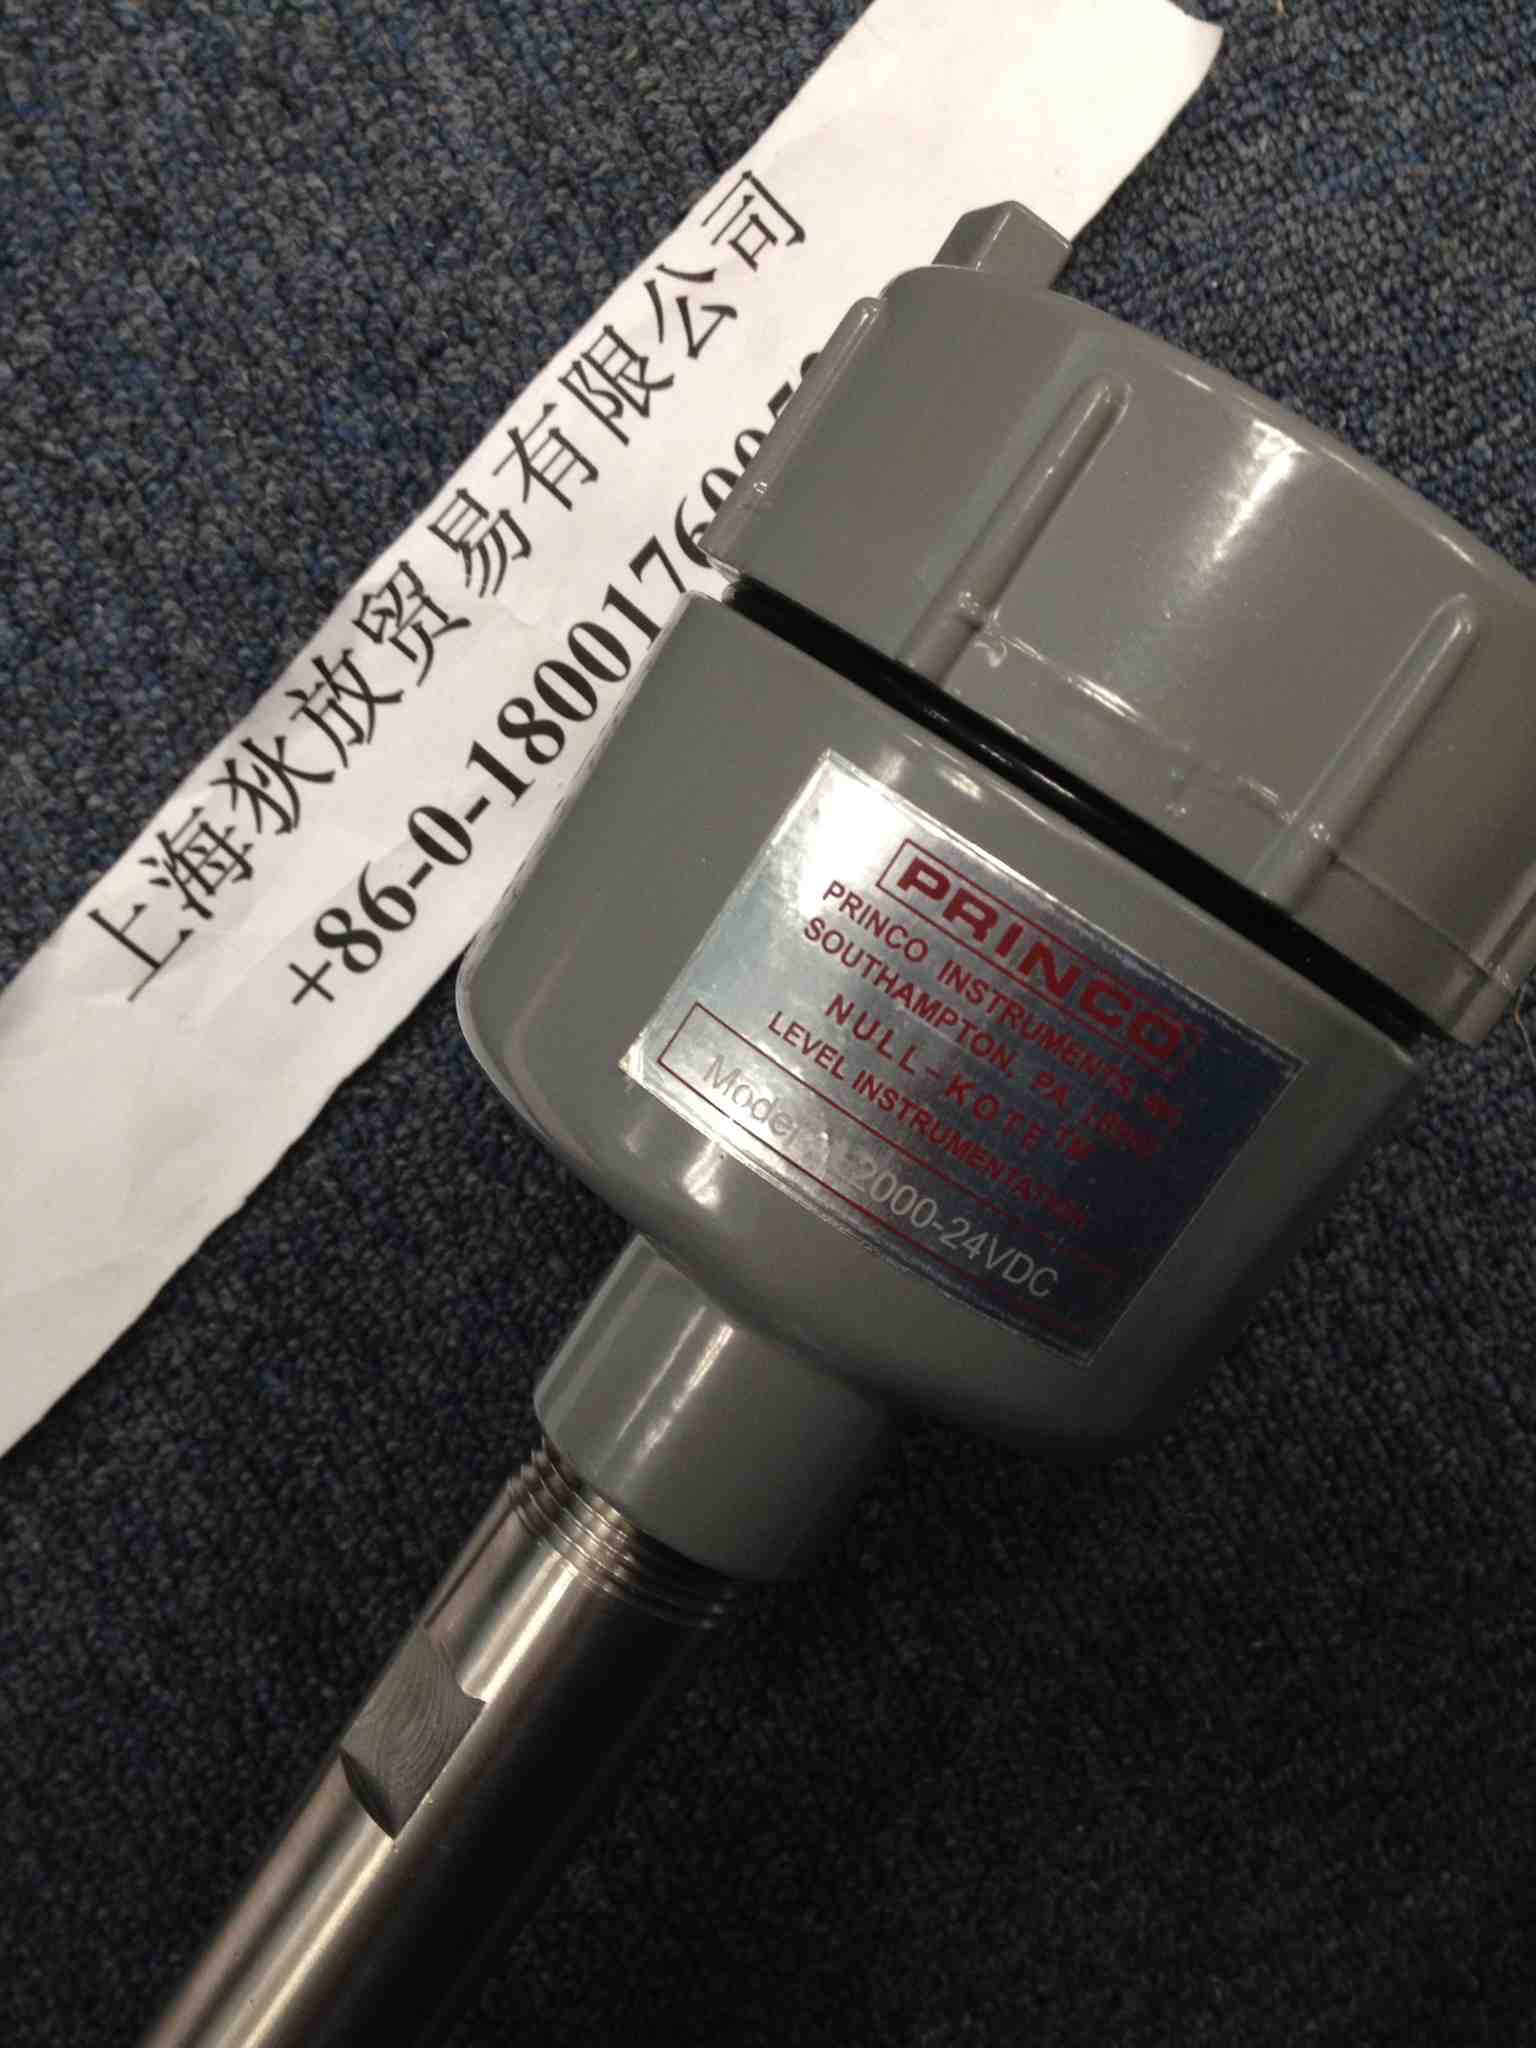 上海狄放贸易有限公司
+86-0-180017600
PRINCO
PRINCO INSTRUMENTS
SOUTHAMPTON, PA.
NULL-KOTE TM
LEVEL INSTRUMENTATION
2000-24VDC